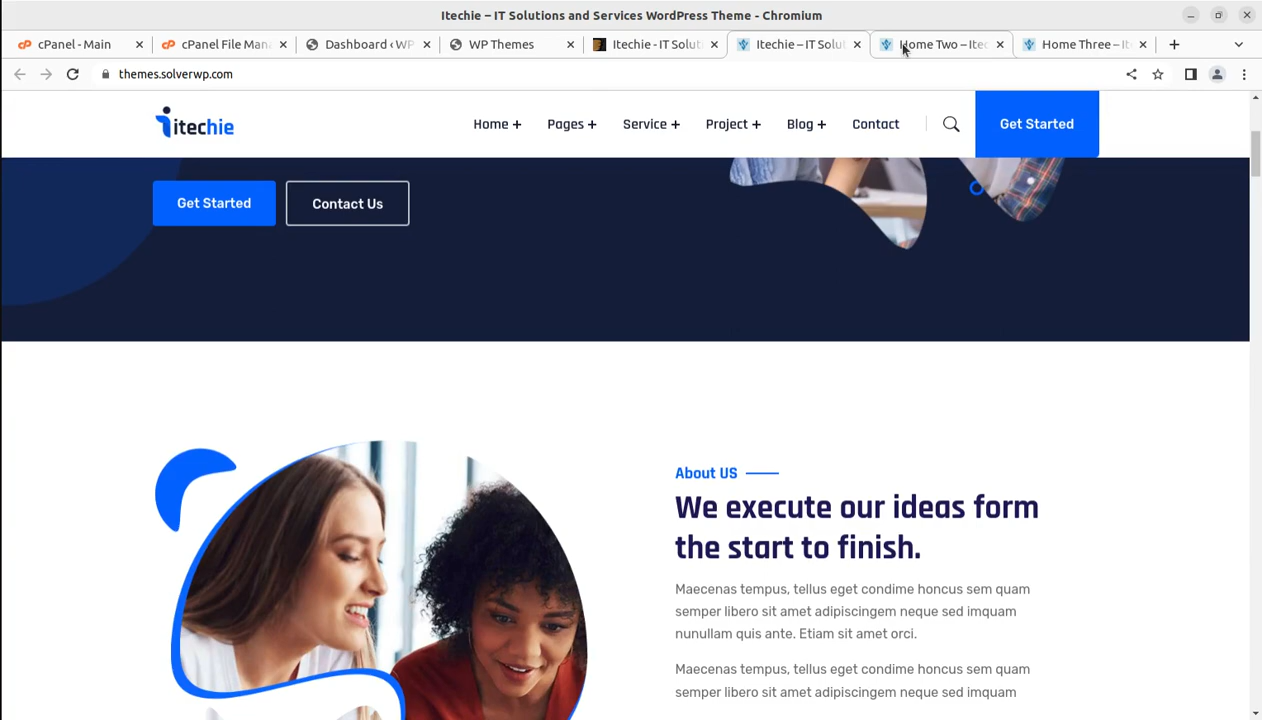 Itechie – IT Solutions and Services WordPress Theme - Chromium
cPanel - Main
cPanel File Man
Dashboard ‹ WP
WP Themes
Itechie - IT Solut
Itechie – IT Solut
Home Two – Itec
Home Three – It
themes.solverwp.com
itechie
Home +
Pages +
Service +
Project +
Blog +
Contact
Get Started
Get Started
Contact Us
About US
We execute our ideas form
the start to finish.
Maecenas tempus, tellus eget condime honcus sem quam
semper libero sit amet adipiscingem neque sed imquam
nunullam quis ante. Etiam sit amet orci.
Maecenas tempus, tellus eget condime honcus sem quam
semper libero sit amet adipiscingem neque sed imquam